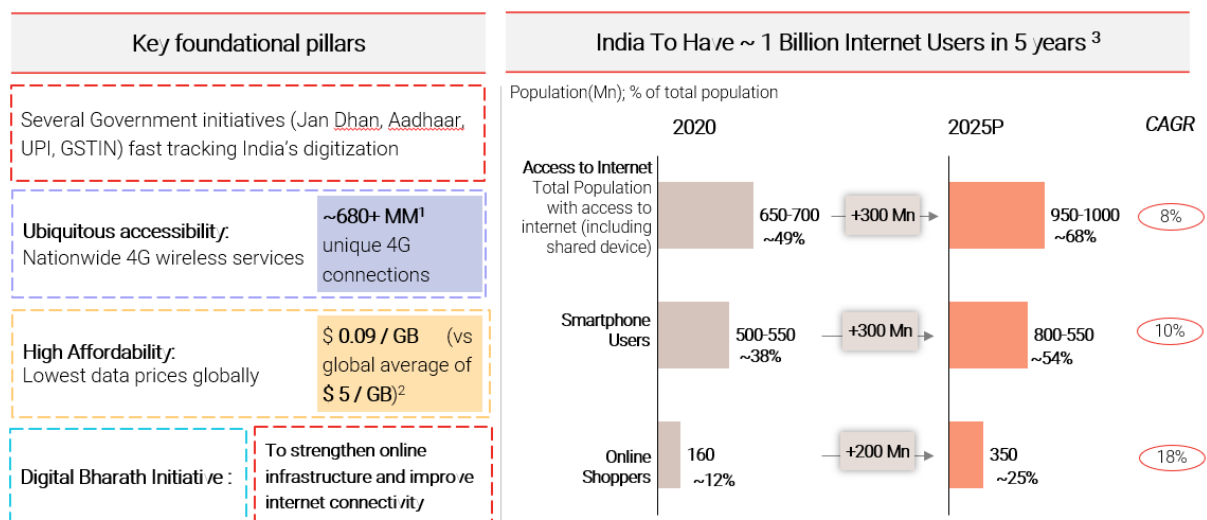 Key foundational pillars
Several Government initiatives (Jan Dhan, Aadhaar,
UPI, GSTIN) fast tracking India's digitization
Ubiquitous accessibility:
Nationwide 4G wireless services
~680+ MM¹
unique 4G
connections
High Affordability:
Lowest data prices globally
$ 0.09 / GB (vs
global average of
$ 5 / GB)²
Digital Bharath Initiative :
To strengthen online
infrastructure and improve
internet connectivity
India To Have ~ 1 Billion Internet Users in 5 years ³
Population(Mn); % of total population
2020
2025P
CAGR
Access to Internet
Total Population
with access to
internet (including
shared device)
650-700
~49%
+300 Mn
950-1000
~68%
8%
Smartphone
Users
500-550
~38%
+300 Mn
800-550
~54%
10%
Online
Shoppers
160
~12%
+200 Mn
350
~25%
18%